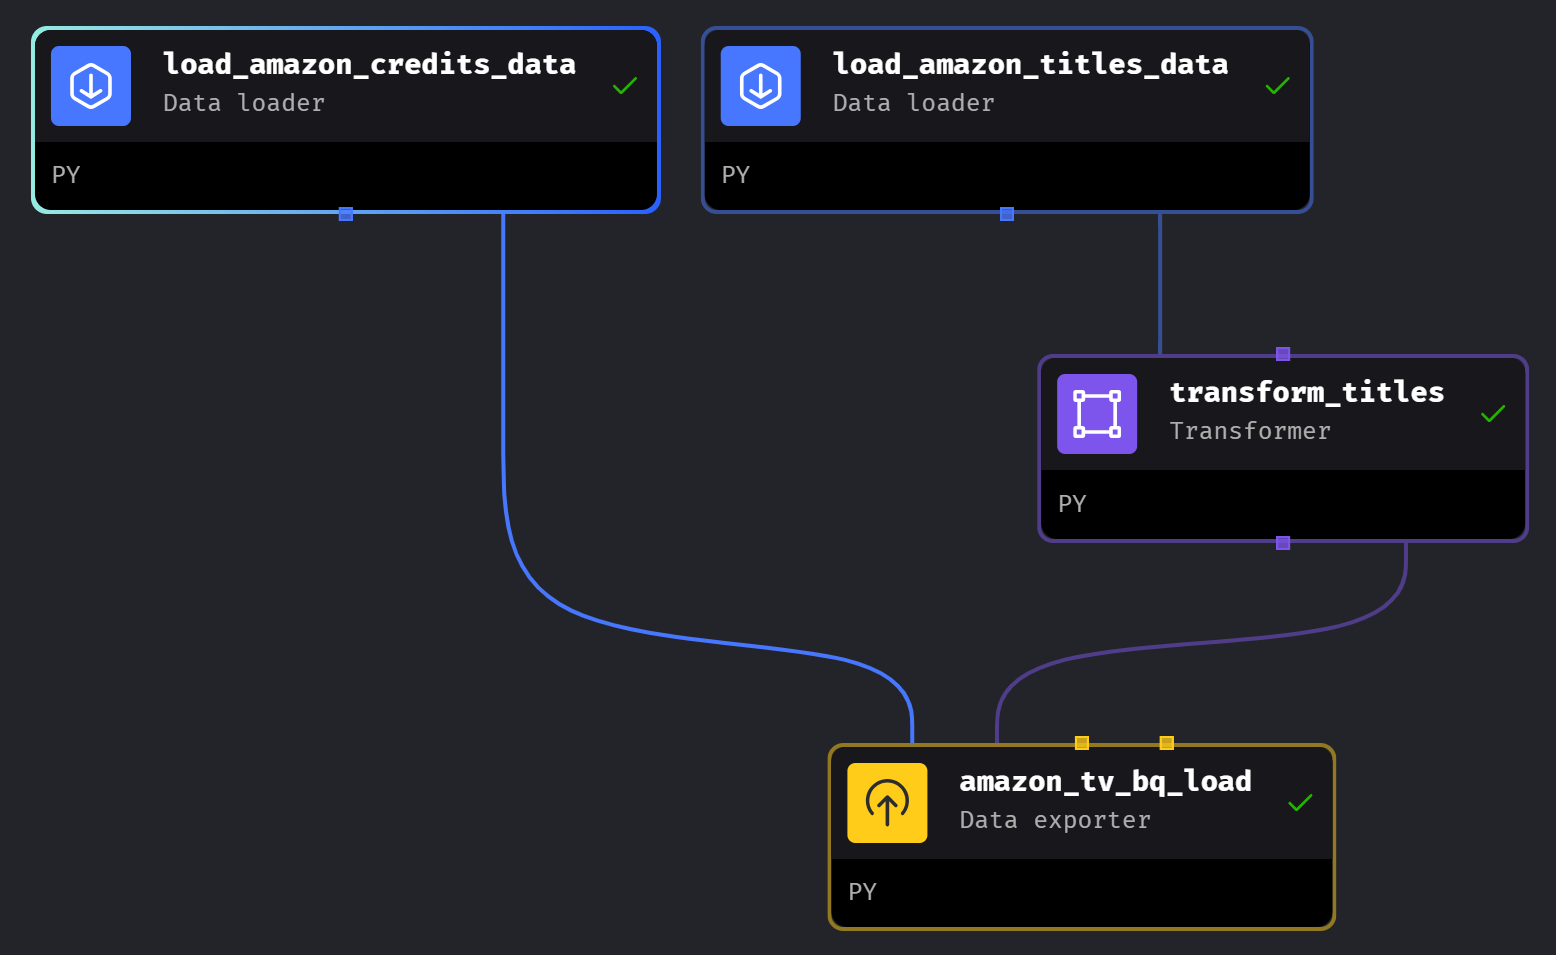 load_amazon_credits_data
Data loader
PY
load_amazon_titles_data
Data loader
PY
transform_titles
Transformer
PY
amazon_tv_bq_load
Data exporter
PY